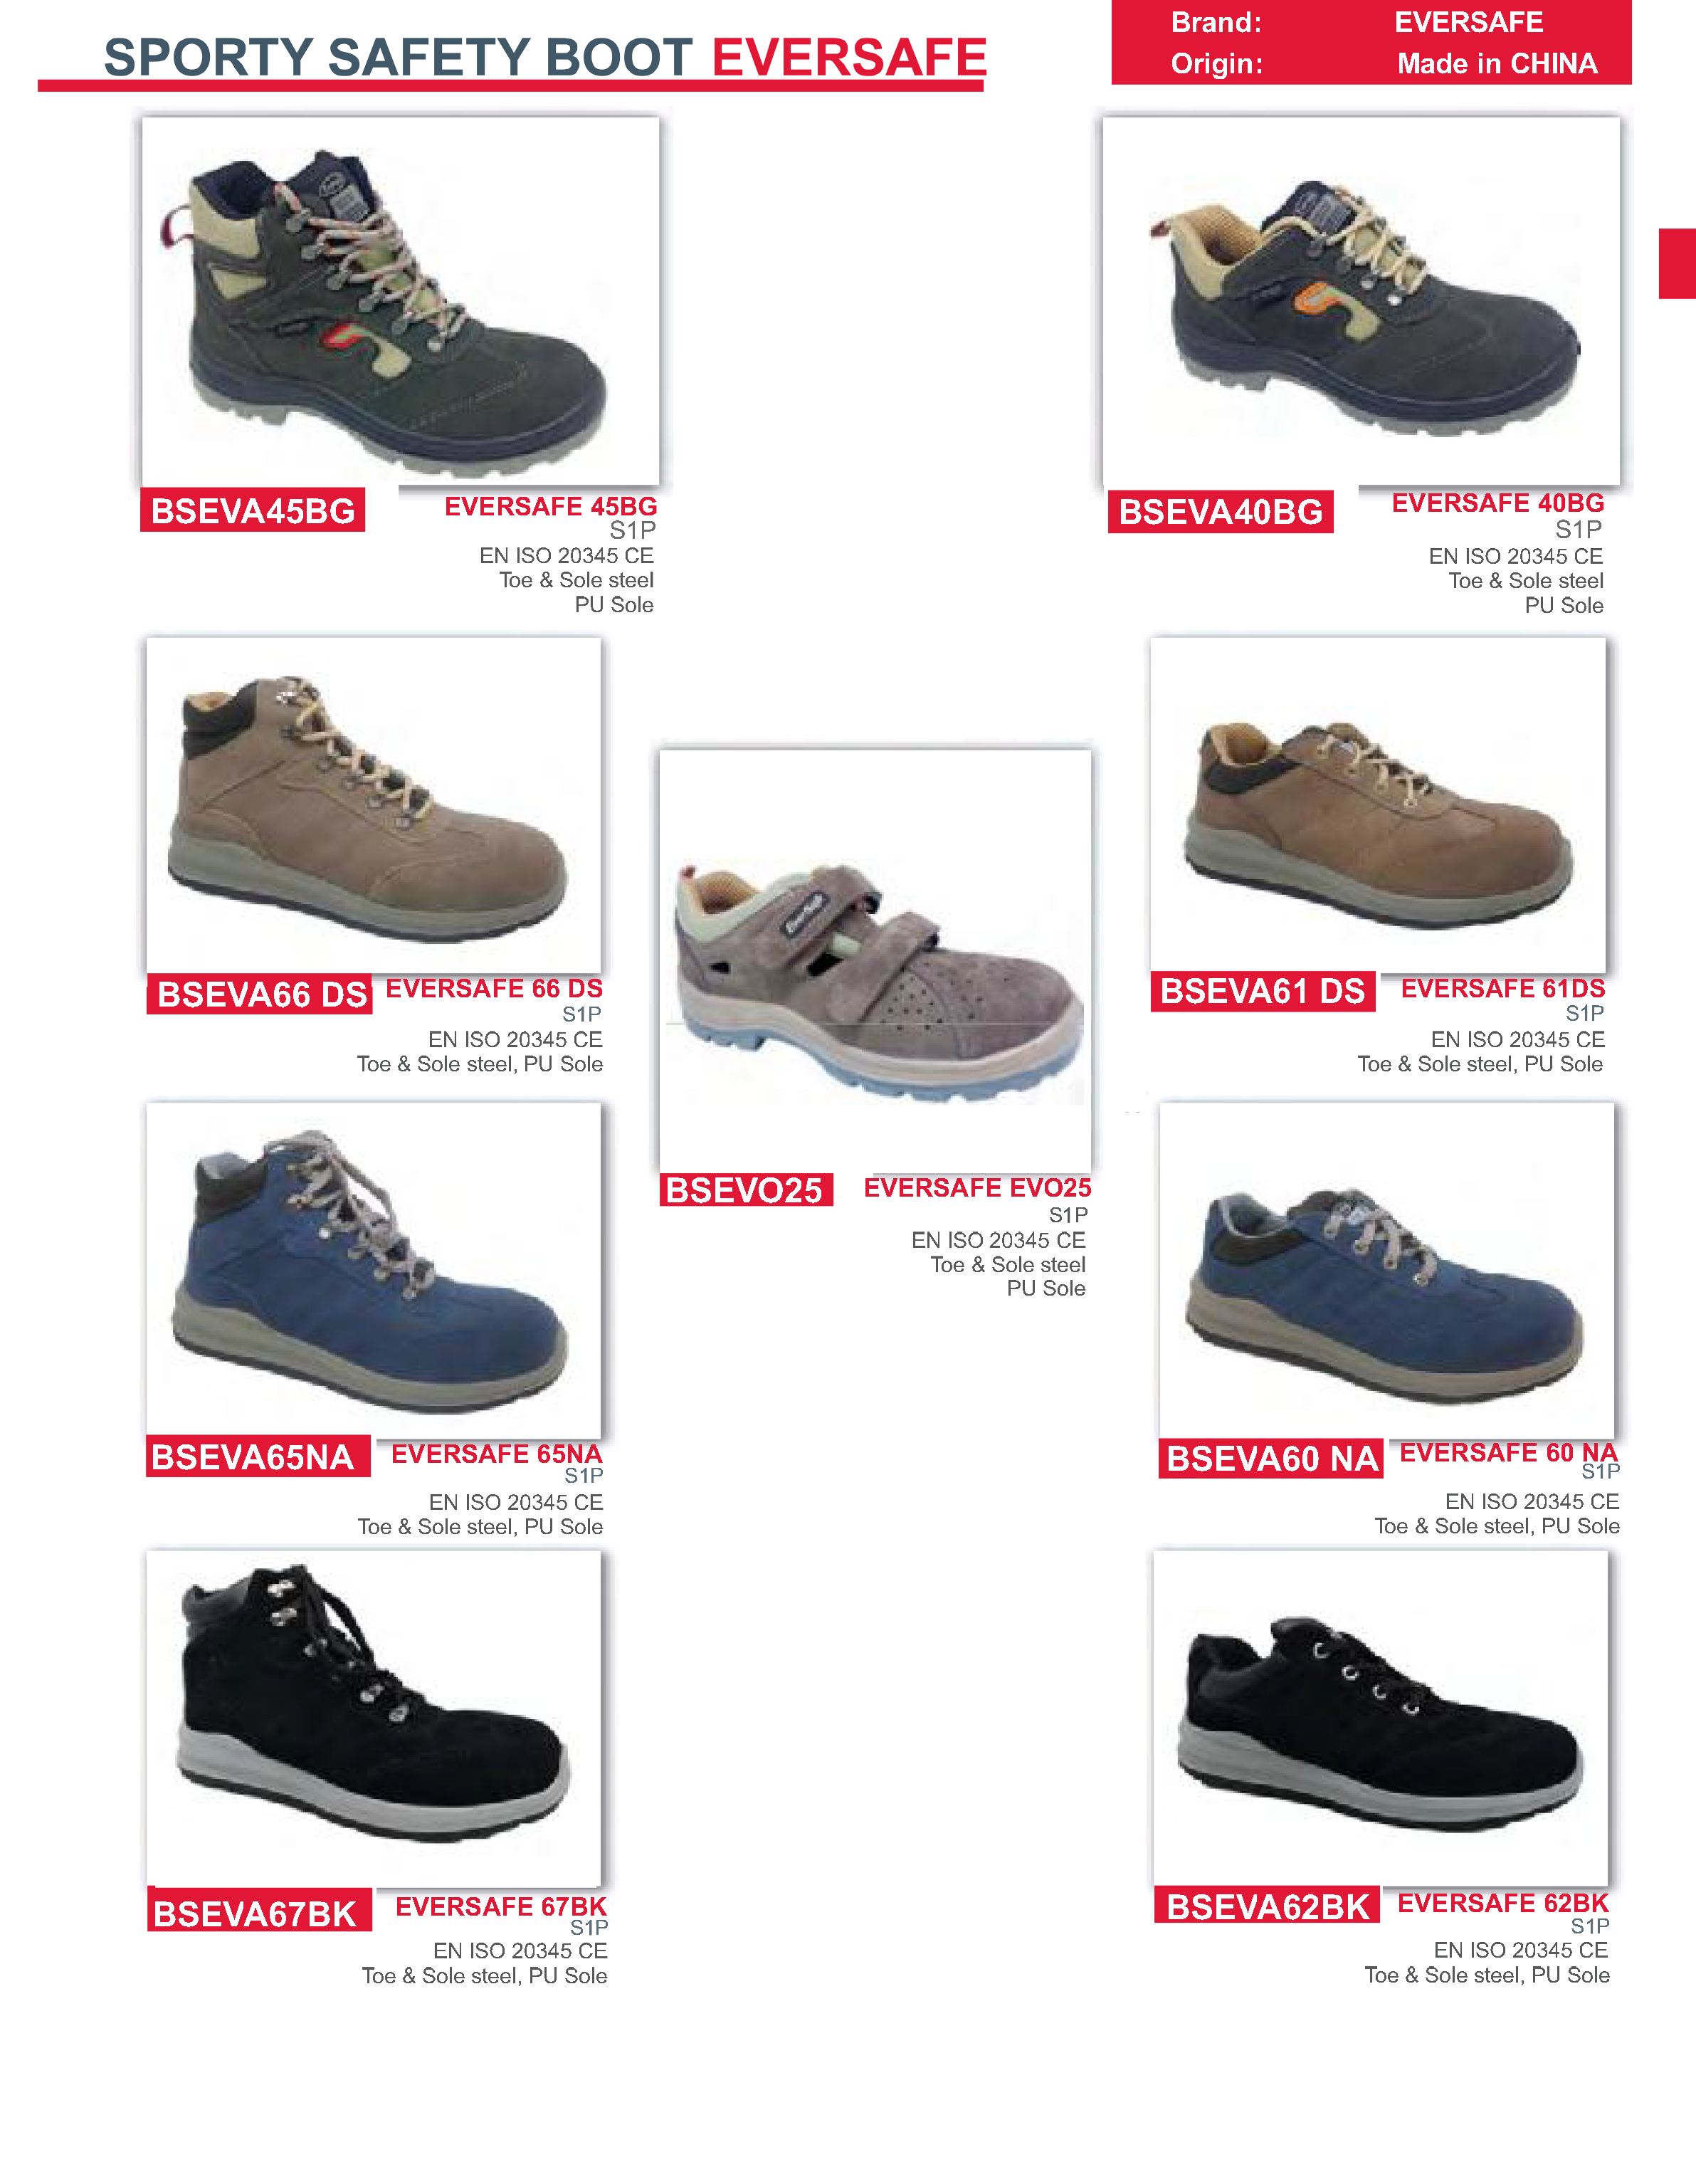 SPORTY SAFETY BOOT EVERSAFE
Brand: EVERSAFE
Origin: Made in CHINA
BSEVA45BG
EVERSAFE 45BG
S1P
EN ISO 20345 CE
Toe & Sole steel
PU Sole
BSEVA40BG
EVERSAFE 40BG
S1P
EN ISO 20345 CE
Toe & Sole steel
PU Sole
BSEVA66 DS
EVERSAFE 66 DS
S1P
EN ISO 20345 CE
Toe & Sole steel, PU Sole
EverSafe
BSEVO25
EVERSAFE EVO25
S1P
EN ISO 20345 CE
Toe & Sole steel
PU Sole
BSEVA61 DS
EVERSAFE 61DS
S1P
EN ISO 20345 CE
Toe & Sole steel, PU Sole
BSEVA65NA
EVERSAFE 65NA
S1P
EN ISO 20345 CE
Toe & Sole steel, PU Sole
BSEVA60 NA
EVERSAFE 60 NA
S1P
EN ISO 20345 CE
Toe & Sole steel, PU Sole
BSEVA67BK
EVERSAFE 67BK
S1P
EN ISO 20345 CE
Toe & Sole steel, PU Sole
BSEVA62BK
EVERSAFE 62BK
S1P
EN ISO 20345 CE
Toe & Sole steel, PU Sole